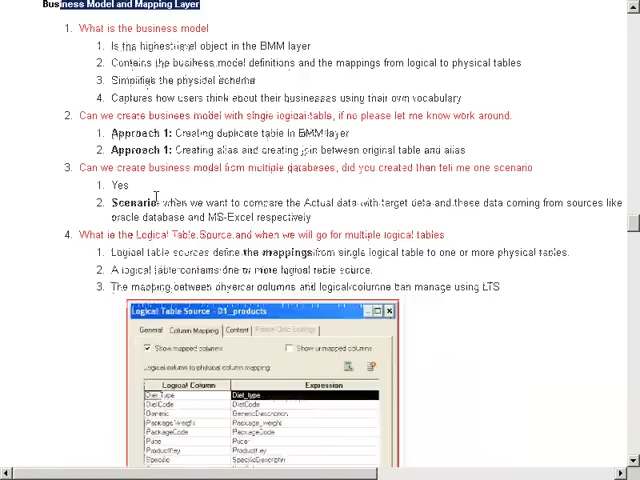 Business Model and Mapping Layer
1. What is the business model
1. Is the highest-level object in the BMM layer
2. Contains the business model definitions and the mappings from logical to physical tables
3. Simplifies the physical schema
4. Captures how users think about their businesses using their own vocabulary
2. Can we create business model with single logical table, if no please let me know work around.
1. Approach 1: Creating duplicate table in BMM layer
2. Approach 1: Creating alias and creating join between original table and alias
3. Can we create business model from multiple databases, did you created then tell me one scenario
1. Yes
2. Scenario: when we want to compare the Actual data with target data and these data coming from sources like
oracle database and MS-Excel respectively
4. What is the Logical Table Source and when we will go for multiple logical tables
1. Logical table sources define the mappings from single logical table to one or more physical tables.
2. A logical table contains one or more logical table source.
3. The mapping between physical columns and logical columns can manage using LTS
Logical Table Source - D1_products
General Column Mapping Content
Show mapped columns Show unmapped columns
Logical column to physical column mapping:
Logical Column Expression
Diet_Type Diet_type
DietCode DietCode
Generic GenericDescription
Package_Weight Package_weight
PackageCode PackageCode
Price Price
ProductKey ProductKey
Specific SpecificDescription